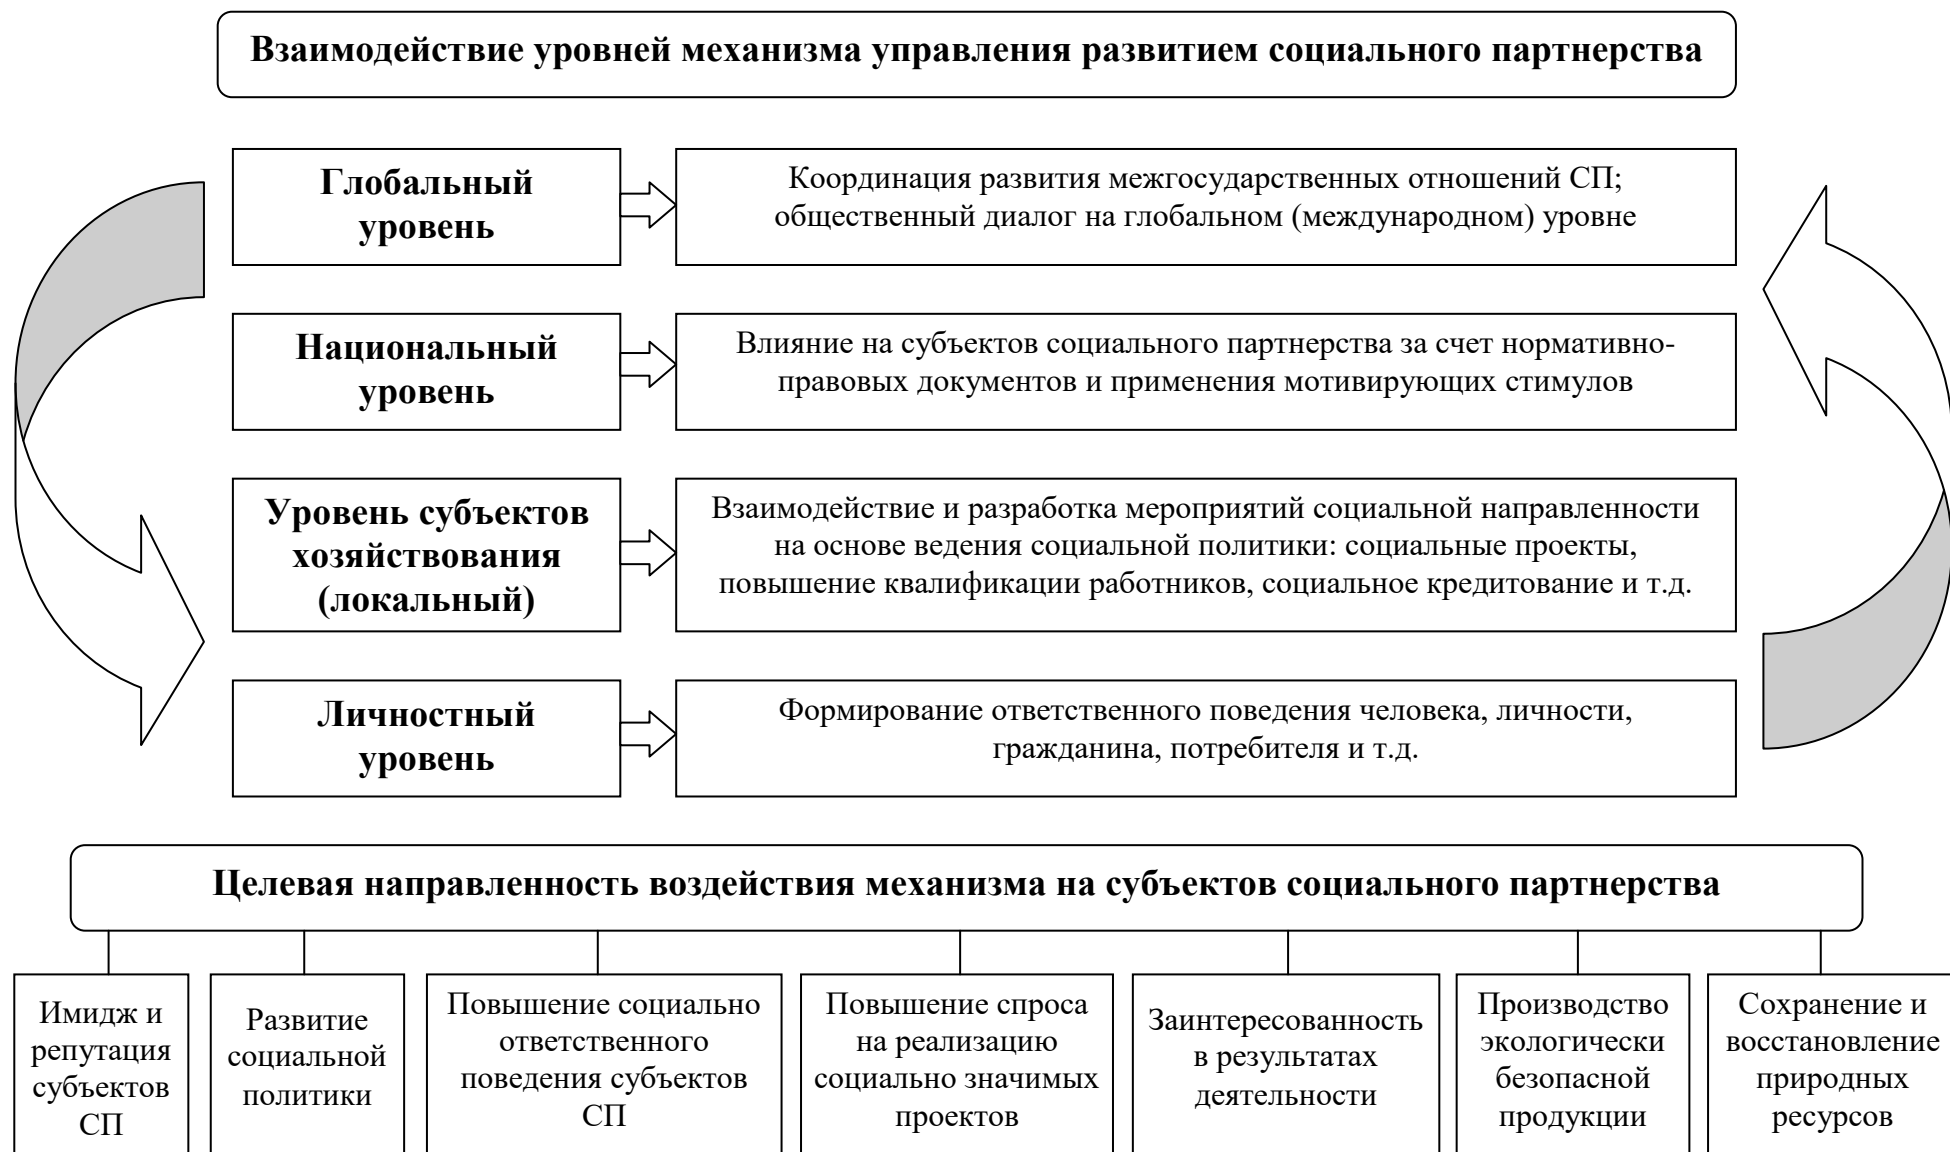 Взаимодействие уровней механизма управления развитием социального партнерства
Глобальный
уровень
Координация развития межгосударственных отношений СП;
общественный диалог на глобальном (международном) уровне
Национальный
уровень
Влияние на субъектов социального партнерства за счет нормативно-
правовых документов и применения мотивирующих стимулов
Уровень субъектов
хозяйствования
(локальный)
Взаимодействие и разработка мероприятий социальной направленности
на основе ведения социальной политики: социальные проекты,
повышение квалификации работников, социальное кредитование и т.д.
Личностный
уровень
Формирование ответственного поведения человека, личности,
гражданина, потребителя и т.д.
Целевая направленность воздействия механизма на субъектов социального партнерства
Имидж и
репутация
субъектов
СП
Развитие
социальной
политики
Повышение социально
ответственного
поведения субъектов
СП
Повышение спроса
на реализацию
социально значимых
проектов
Заинтересованность
в результатах
деятельности
Производство
экологически
безопасной
продукции
Сохранение и
восстановление
природных
ресурсов